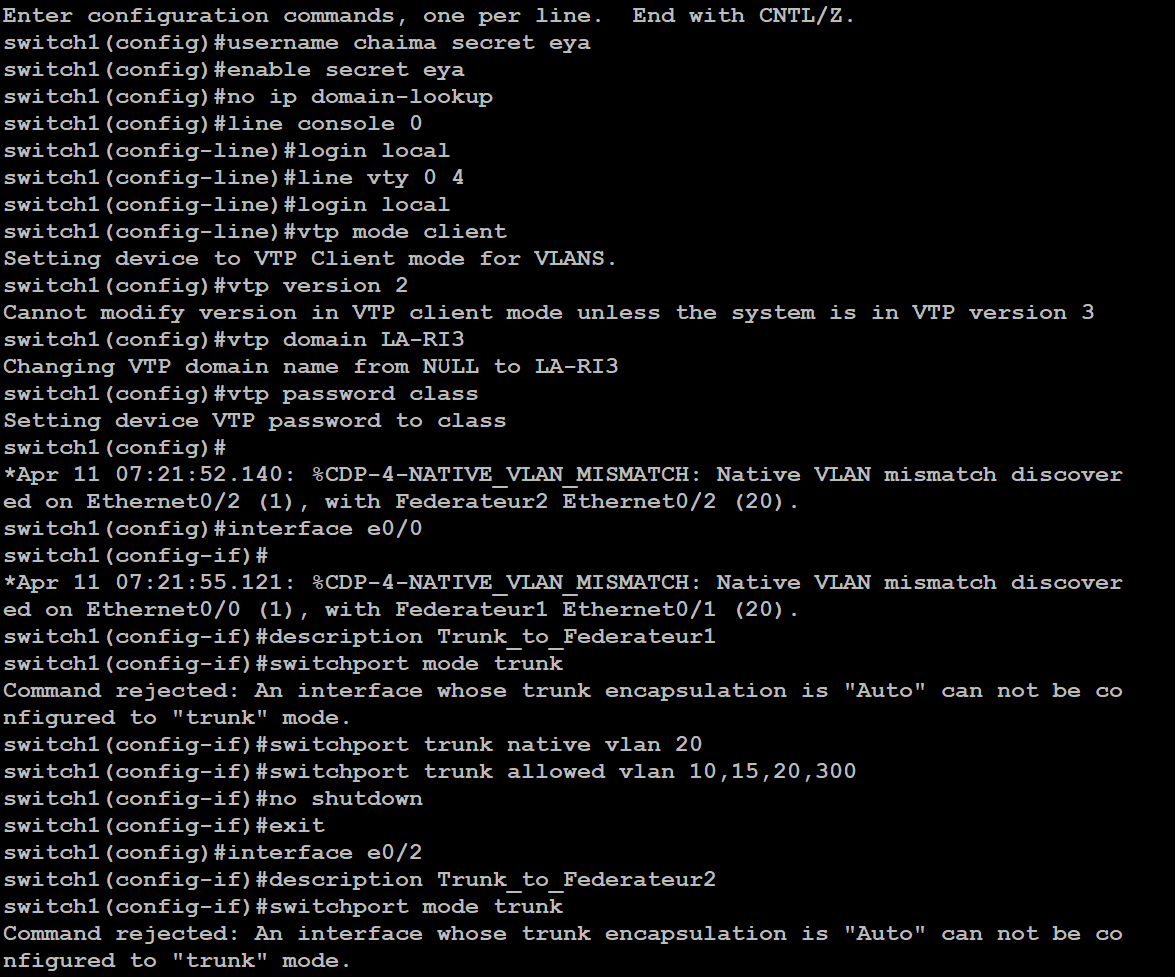 Enter configuration commands, one per line.  End with CNTL/Z.
switch1(config)#username chaima secret eya
switch1(config)#enable secret eya
switch1(config)#no ip domain-lookup
switch1(config)#line console 0
switch1(config-line)#login local
switch1(config-line)#line vty 0 4
switch1(config-line)#login local
switch1(config-line)#vtp mode client
Setting device to VTP Client mode for VLANS.
switch1(config)#vtp version 2
Cannot modify version in VTP client mode unless the system is in VTP version 3
switch1(config)#vtp domain LA-RI3
Changing VTP domain name from NULL to LA-RI3
switch1(config)#vtp password class
Setting device VTP password to class
switch1(config)#
*Apr 11 07:21:52.140: %CDP-4-NATIVE_VLAN_MISMATCH: Native VLAN mismatch discover
ed on Ethernet0/2 (1), with Federateur2 Ethernet0/2 (20).
switch1(config)#interface e0/0
switch1(config-if)#
*Apr 11 07:21:55.121: %CDP-4-NATIVE_VLAN_MISMATCH: Native VLAN mismatch discover
ed on Ethernet0/0 (1), with Federateur1 Ethernet0/1 (20).
switch1(config-if)#description Trunk_to_Federateur1
switch1(config-if)#switchport mode trunk
Command rejected: An interface whose trunk encapsulation is "Auto" can not be co
nfigured to "trunk" mode.
switch1(config-if)#switchport trunk native vlan 20
switch1(config-if)#switchport trunk allowed vlan 10,15,20,300
switch1(config-if)#no shutdown
switch1(config-if)#exit
switch1(config)#interface e0/2
switch1(config-if)#description Trunk_to_Federateur2
switch1(config-if)#switchport mode trunk
Command rejected: An interface whose trunk encapsulation is "Auto" can not be co
nfigured to "trunk" mode.